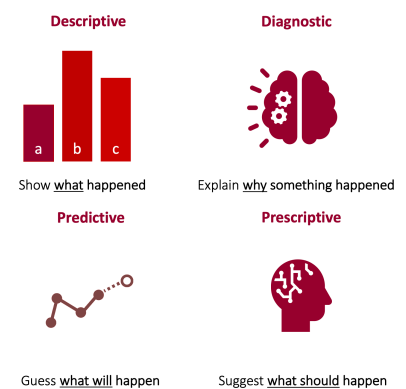 Descriptive
Diagnostic
a
b
c
Show what happened
Explain why something happened
Predictive
Prescriptive
Guess what will happen
Suggest what should happen